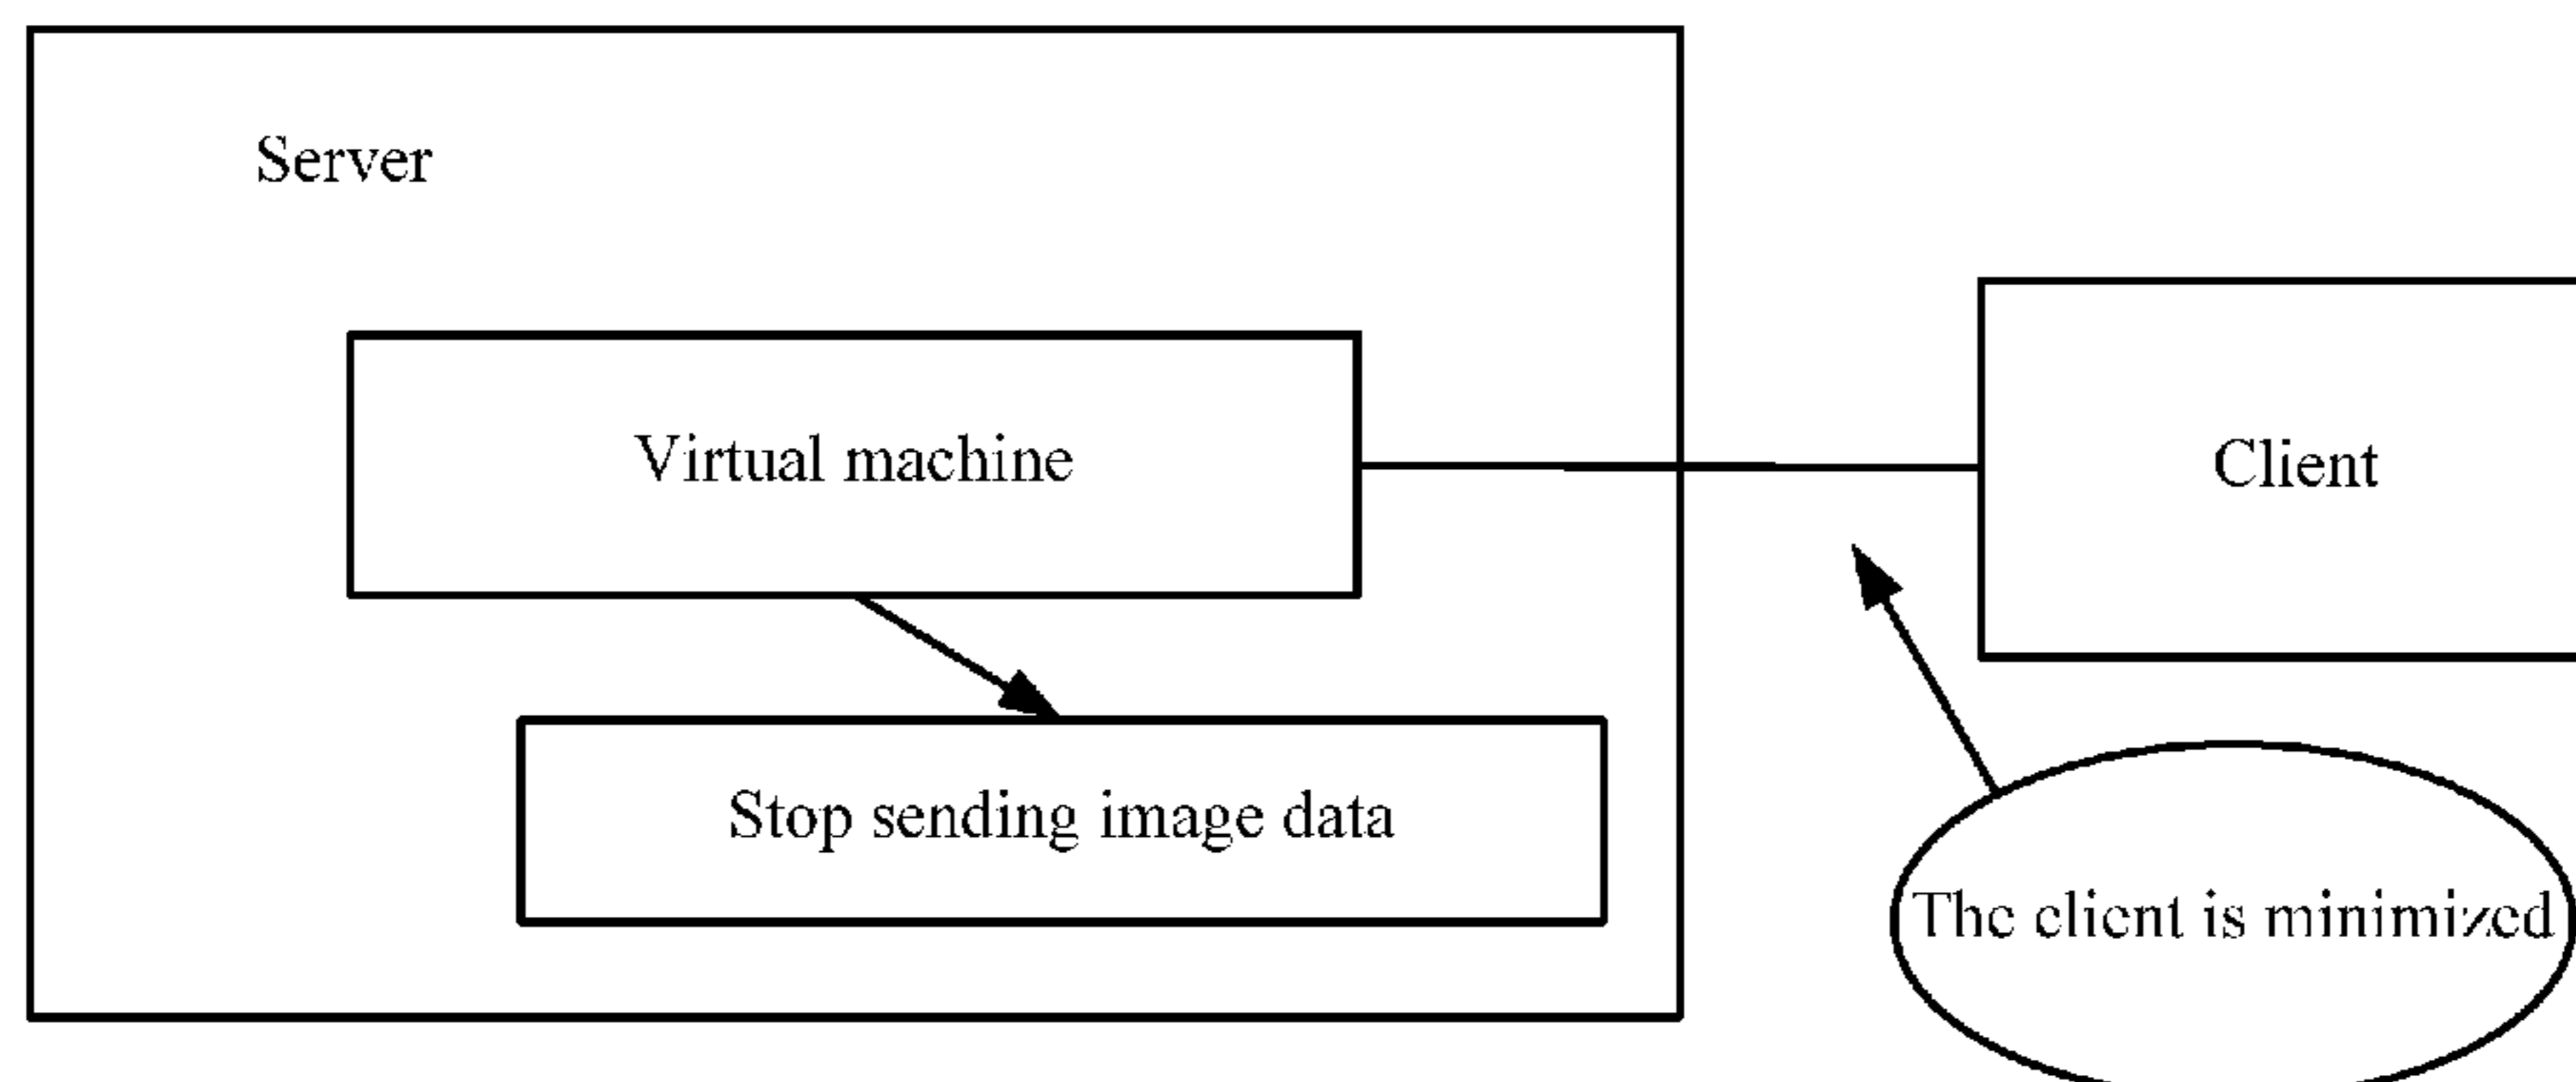 Server
Virtual machine
Client
Stop sending image data
The client is minimized